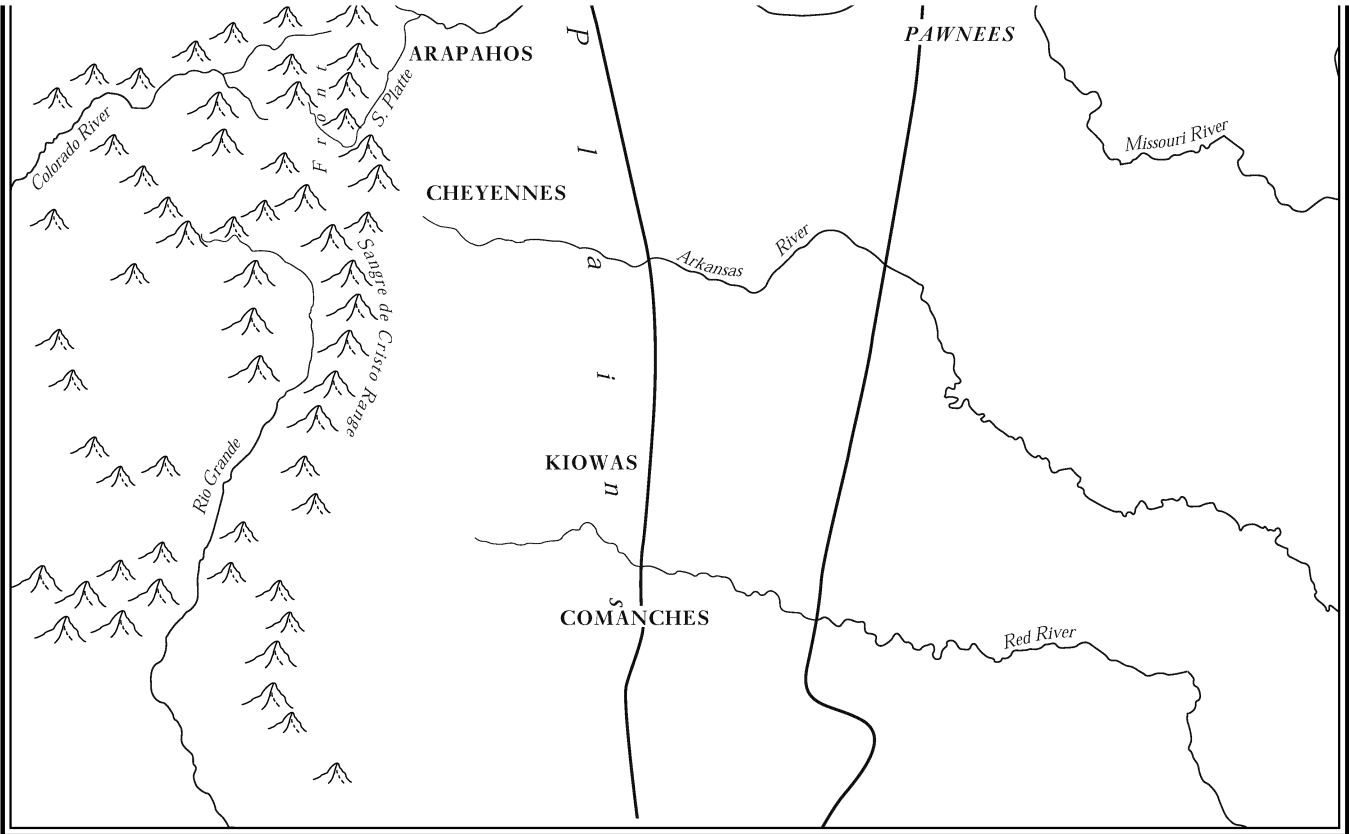 PAWNEES
ARAPAHOS
S. Platte
Front
Colorado River
Missouri River
CHEYENNES
Arkansas River
Sangre de Cristo Range
Plains
KIOWAS
Rio Grande
COMANCHES
Red River